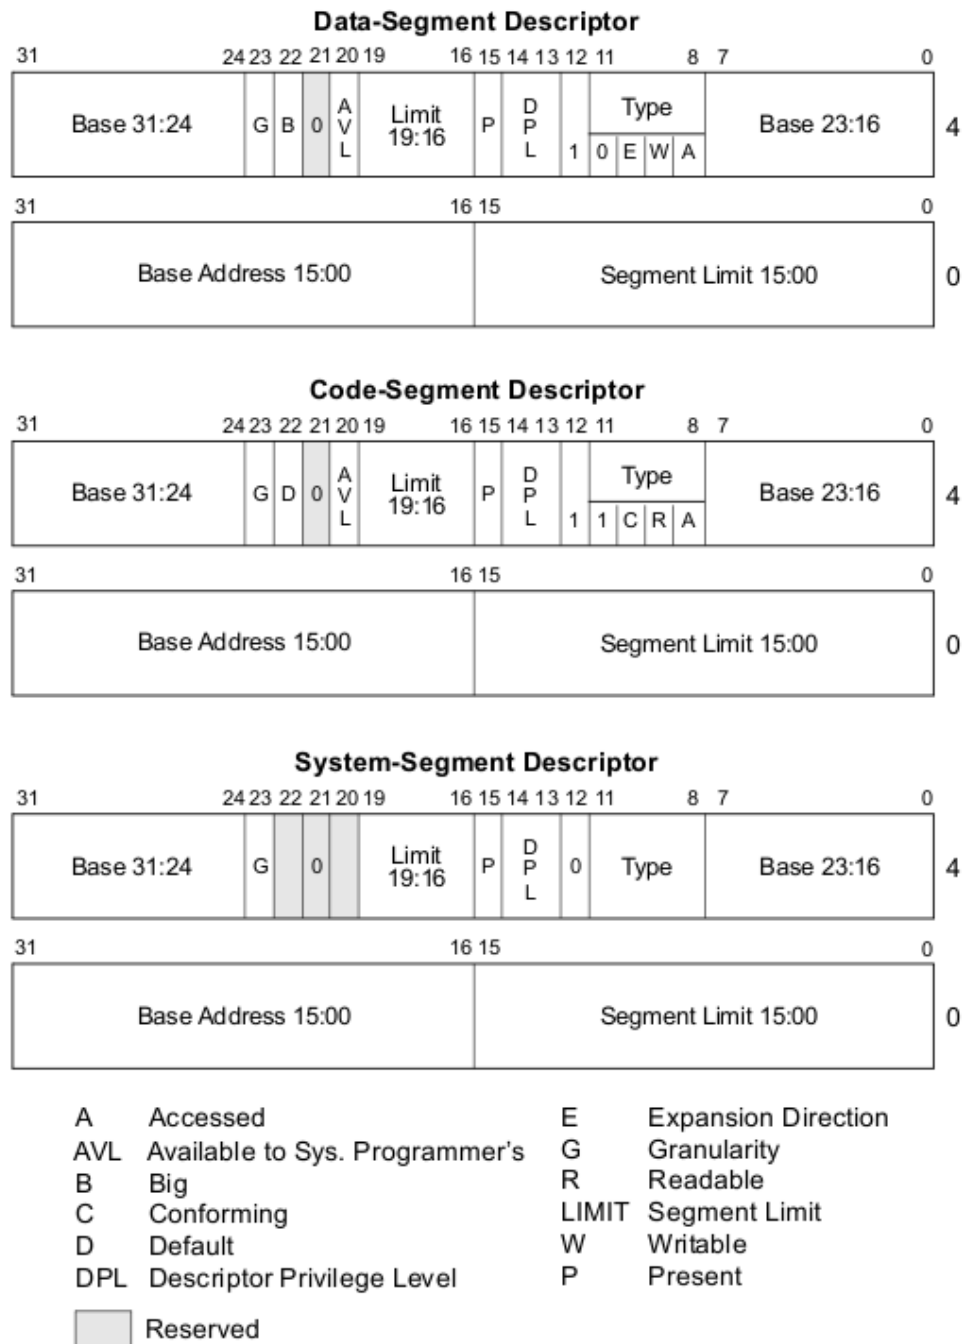 Data-Segment Descriptor
31 24 23 22 21 20 19 16 15 14 13 12 11 8 7 0
Base 31:24 G B 0 AVL Limit 19:16 P DPL 1 Type 0 E W A Base 23:16 4
31 16 15 0
Base Address 15:00 Segment Limit 15:00 0
Code-Segment Descriptor
31 24 23 22 21 20 19 16 15 14 13 12 11 8 7 0
Base 31:24 G D 0 AVL Limit 19:16 P DPL 1 Type 1 C R A Base 23:16 4
31 16 15 0
Base Address 15:00 Segment Limit 15:00 0
System-Segment Descriptor
31 24 23 22 21 20 19 16 15 14 13 12 11 8 7 0
Base 31:24 G 0 Limit 19:16 P DPL 0 Type Base 23:16 4
31 16 15 0
Base Address 15:00 Segment Limit 15:00 0
A Accessed E Expansion Direction
AVL Available to Sys. Programmer's G Granularity
B Big R Readable
C Conforming LIMIT Segment Limit
D Default W Writable
DPL Descriptor Privilege Level P Present
Reserved